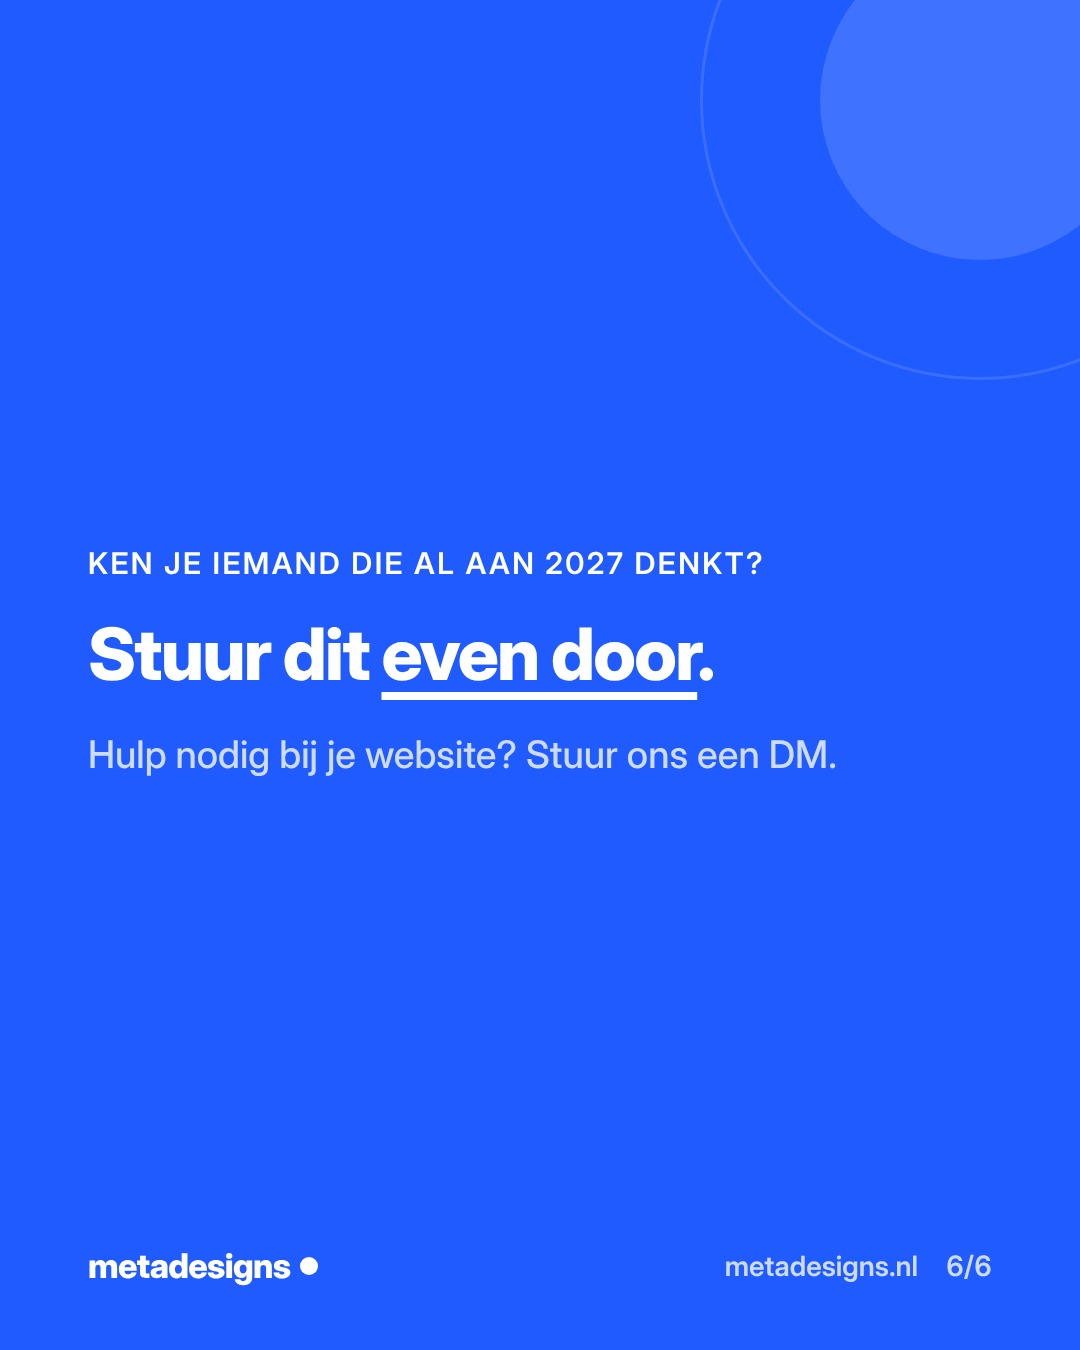 KEN JE IEMAND DIE AL AAN 2027 DENKT?
Stuur dit even door.
Hulp nodig bij je website? Stuur ons een DM.
metadesigns
metadesigns.nl 6/6